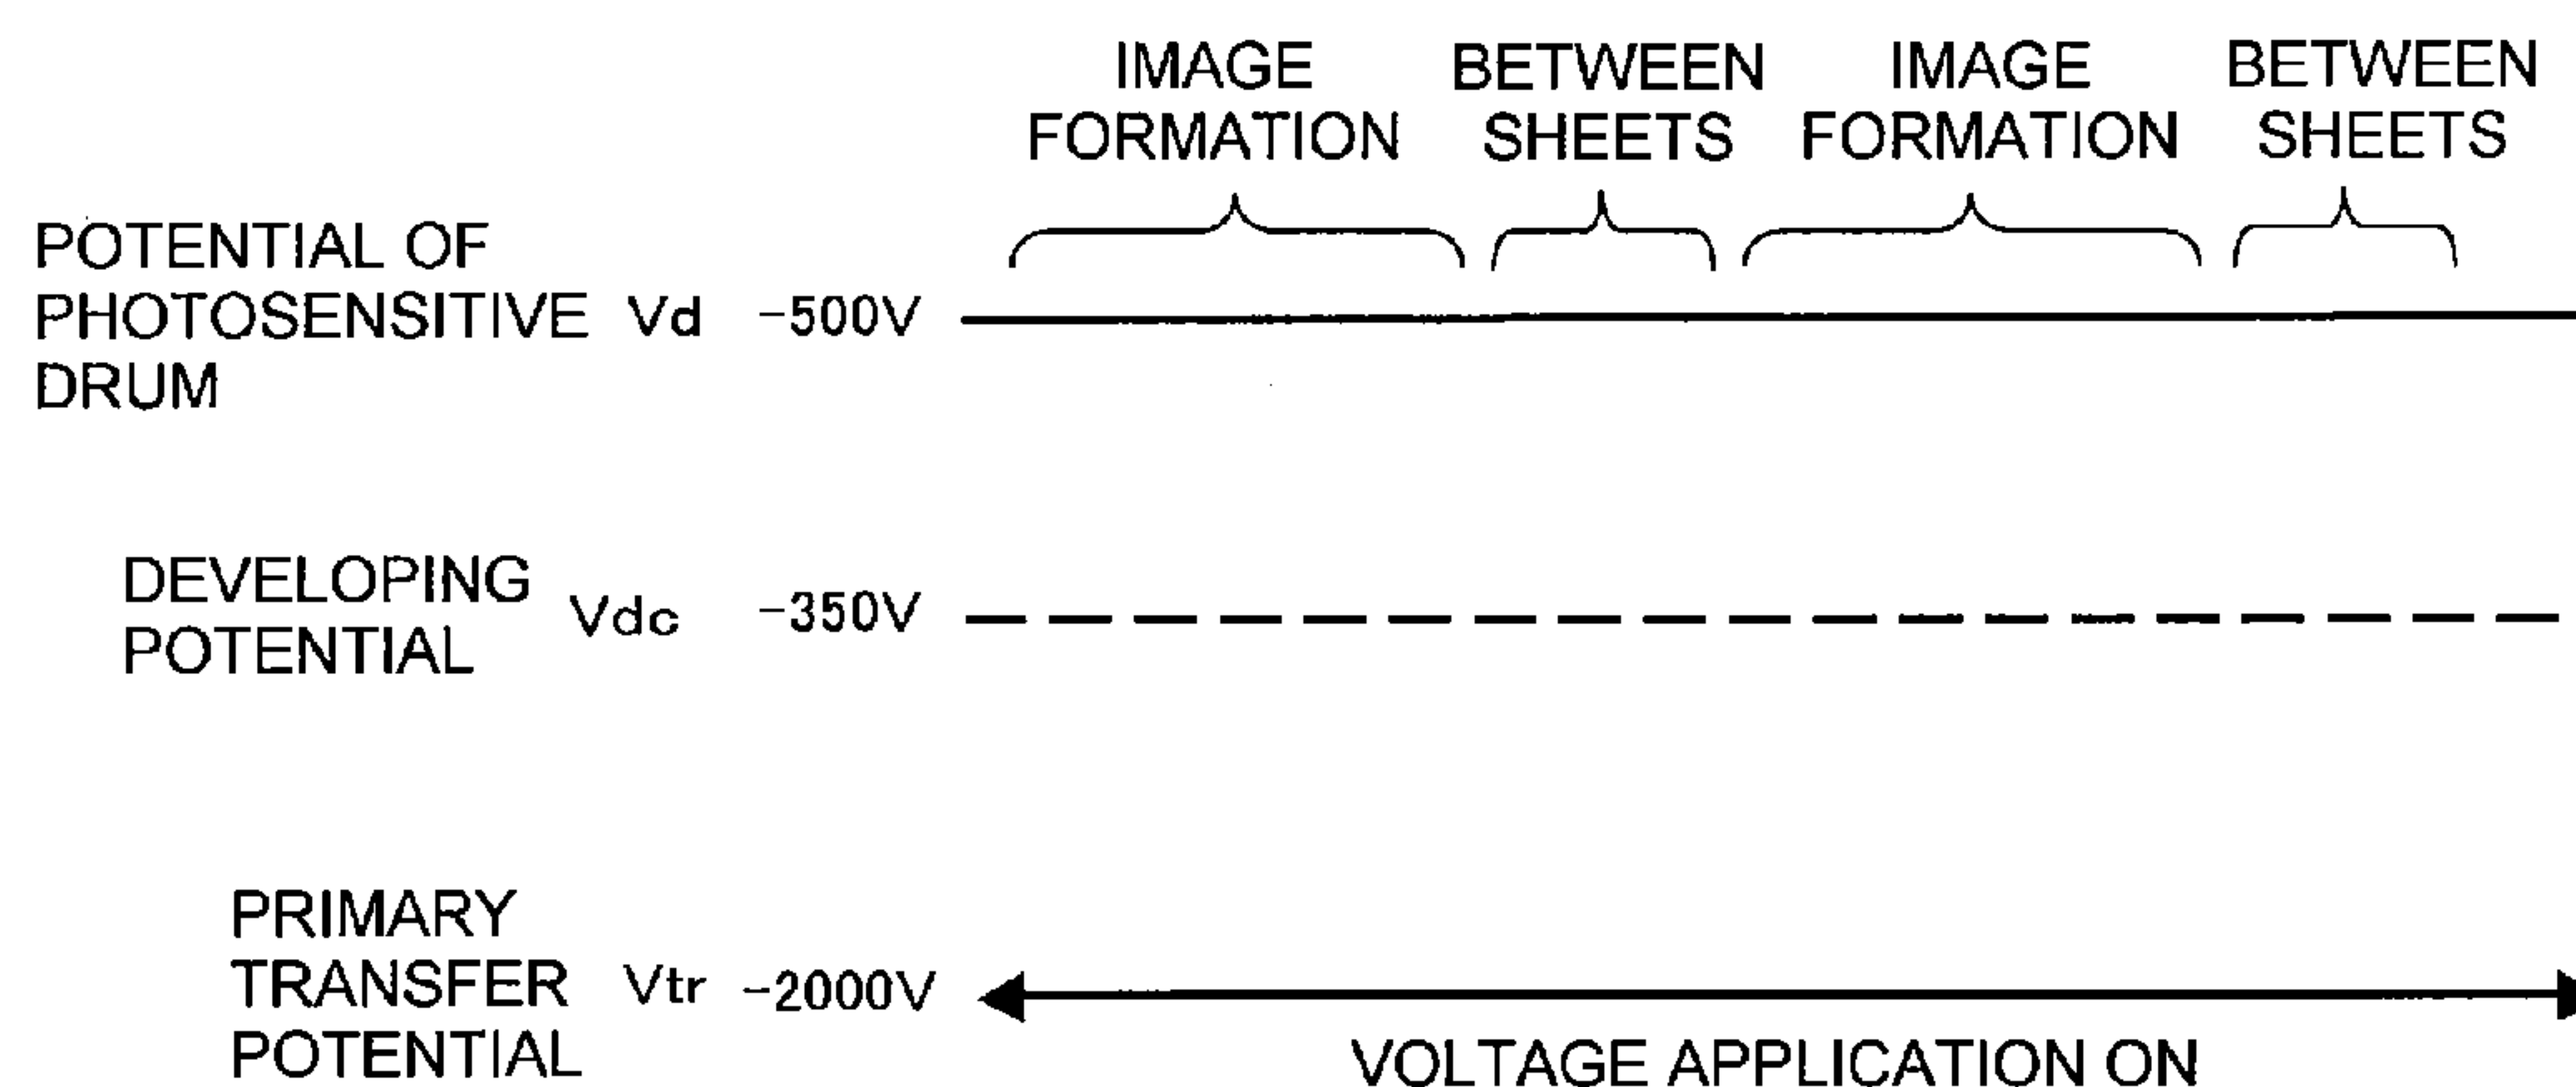 IMAGE FORMATION
BETWEEN SHEETS
IMAGE FORMATION
BETWEEN SHEETS
POTENTIAL OF
PHOTOSENSITIVE Vd -500V
DRUM
DEVELOPING
POTENTIAL Vdc -350V
PRIMARY
TRANSFER Vtr -2000V
POTENTIAL
VOLTAGE APPLICATION ON